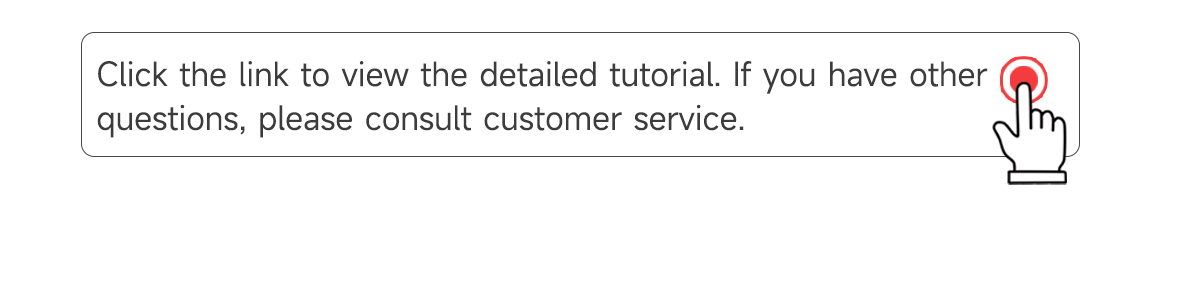 Click the link to view the detailed tutorial. If you have other
questions, please consult customer service.